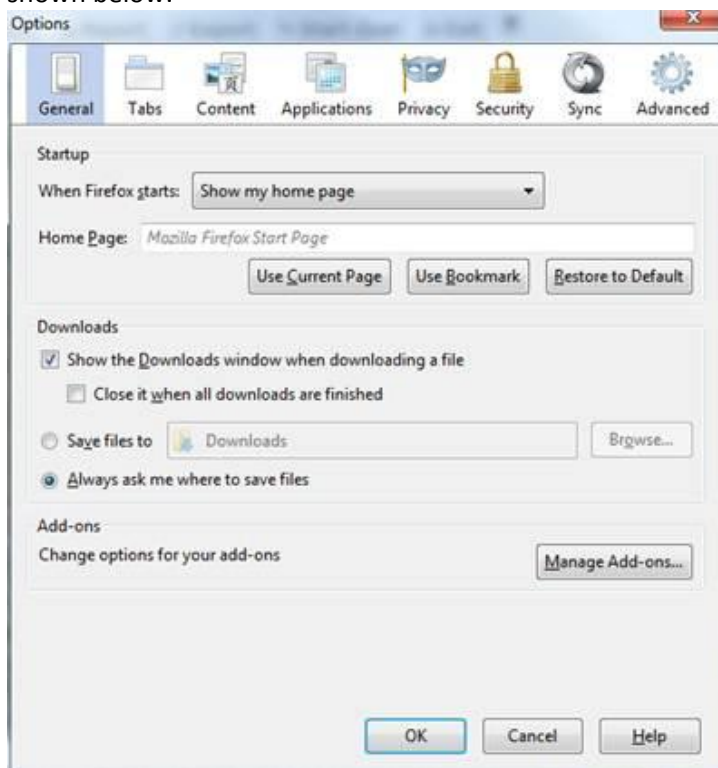 shown below:
Options
General Tabs Content Applications Privacy Security Sync Advanced
Startup
When Firefox starts: Show my home page
Home Page: Mozilla Firefox Start Page
Use Current Page Use Bookmark Restore to Default
Downloads
Show the Downloads window when downloading a file
Close it when all downloads are finished
Save files to Downloads Browse...
Always ask me where to save files
Add-ons
Change options for your add-ons Manage Add-ons...
OK Cancel Help